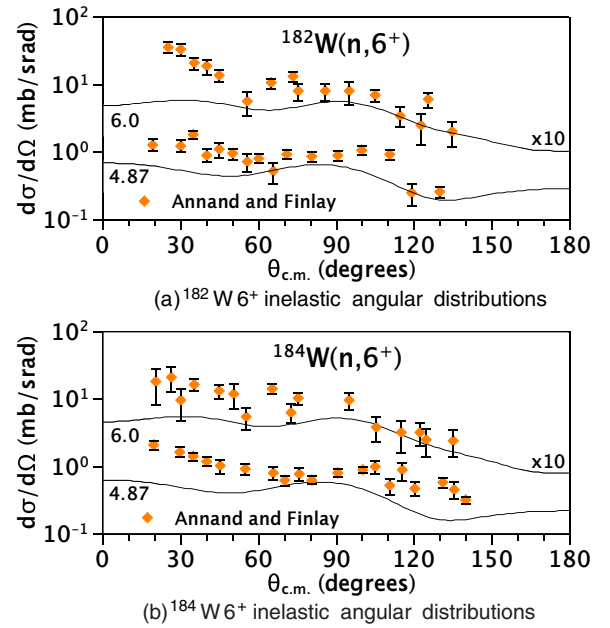 10²
10¹
10⁰
10⁻¹
dσ/dΩ (mb/srad)
¹⁸²W(n,6⁺)
6.0
x10
4.87
Annand and Finlay
0 30 60 90 120 150 180
θc.m. (degrees)
(a) ¹⁸²W 6⁺ inelastic angular distributions
10²
10¹
10⁰
10⁻¹
dσ/dΩ (mb/srad)
¹⁸⁴W(n,6⁺)
6.0
x10
4.87
Annand and Finlay
0 30 60 90 120 150 180
θc.m. (degrees)
(b) ¹⁸⁴W 6⁺ inelastic angular distributions